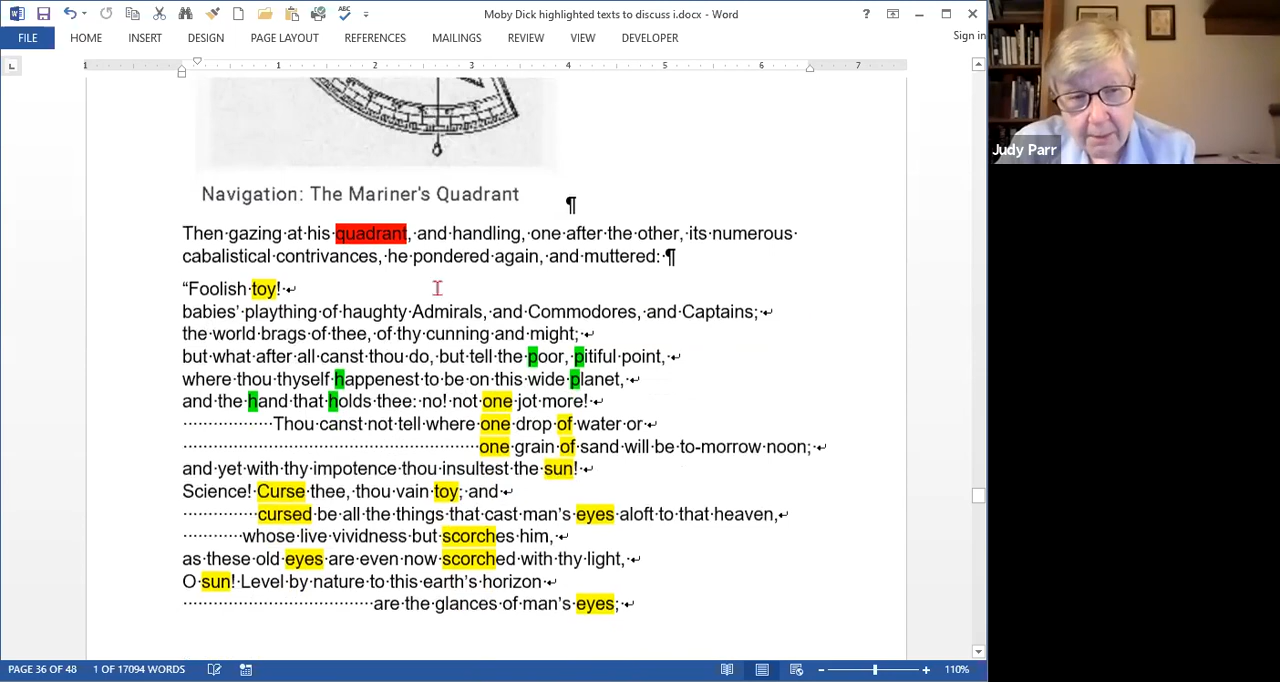 Moby Dick highlighted texts to discuss i.docx - Word
FILE HOME INSERT DESIGN PAGE LAYOUT REFERENCES MAILINGS REVIEW VIEW DEVELOPER Sign in
1 1 2 3 4 5 6 7
Navigation: The Mariner's Quadrant ¶
Then gazing at his quadrant, and handling, one after the other, its numerous
cabalistical contrivances, he pondered again, and muttered: ¶
“Foolish toy!
babies’ plaything of haughty Admirals, and Commodores, and Captains;
the world brags of thee, of thy cunning and might;
but what after all canst thou do, but tell the poor, pitiful point,
where thou thyself happenest to be on this wide planet,
and the hand that holds thee: no! not one jot more!
Thou canst not tell where one drop of water or
one grain of sand will be to-morrow noon;
and yet with thy impotence thou insultest the sun!
Science! Curse thee, thou vain toy; and
cursed be all the things that cast man’s eyes aloft to that heaven,
whose live vividness but scorches him,
as these old eyes are even now scorched with thy light,
O sun! Level by nature to this earth’s horizon
are the glances of man’s eyes;
PAGE 36 OF 48 1 OF 17094 WORDS 110%
Judy Parr